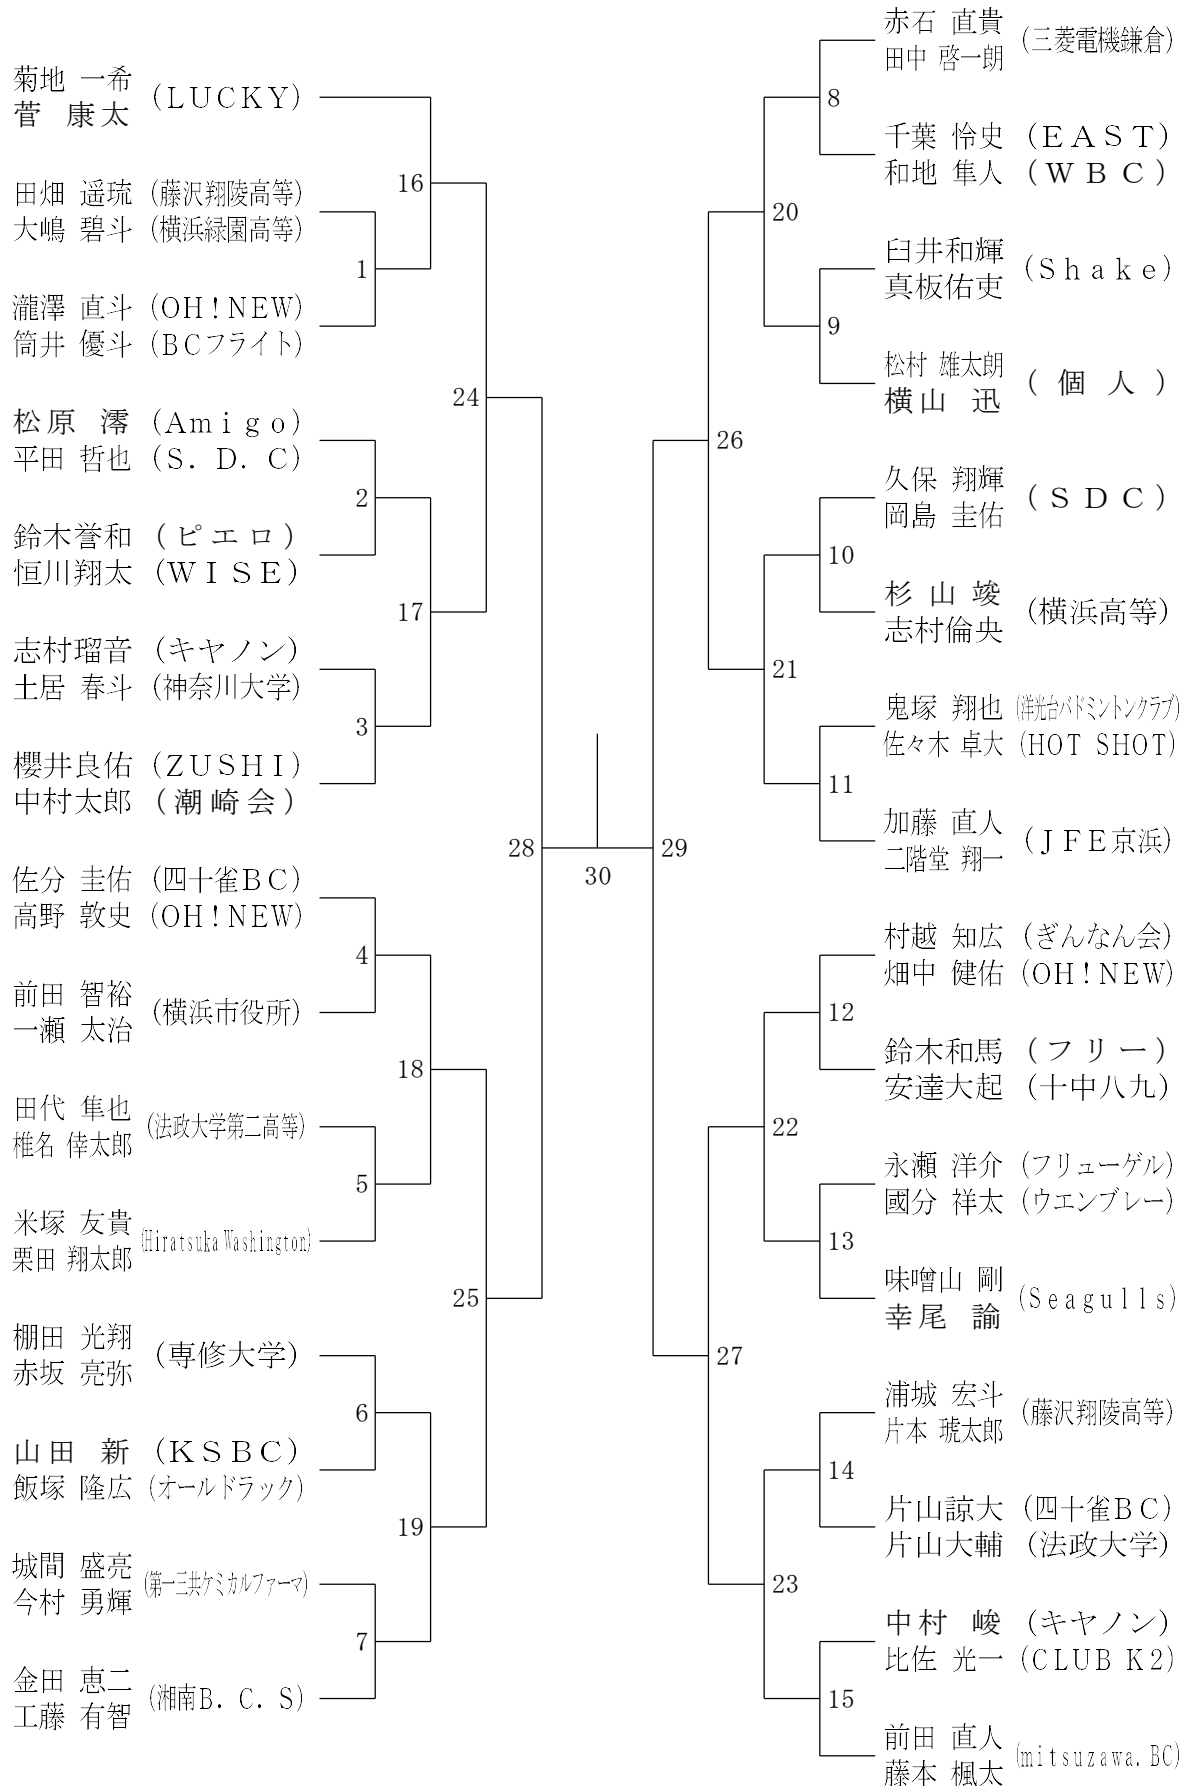 菊地 一希 (LUCKY)
菅 康太
16
田畑 遥琉 (藤沢翔陵高等)
大嶋 碧斗 (横浜緑園高等)
1
瀧澤 直斗 (OH!NEW)
筒井 優斗 (BCフライト)
24
松原 澪 (Amigo)
平田 哲也 (S.D.C)
2
鈴木誉和 (ピエロ)
恒川翔太 (WISE)
17
志村瑠音 (キヤノン)
土居 春斗 (神奈川大学)
3
櫻井良佑 (ZUSHI)
中村太郎 (潮崎会)
28
佐分 圭佑 (四十雀BC)
高野 敦史 (OH!NEW)
4
前田 智裕 (横浜市役所)
一瀬 太治
18
田代 隼也 (法政大学第二高等)
椎名 倖太郎
5
米塚 友貴 (Hiratsuka Washington)
栗田 翔太郎
25
棚田 光翔 (専修大学)
赤坂 亮弥
6
山田 新 (KSBC)
飯塚 隆広 (オールドラック)
19
城間 盛亮 (第一三共ケミカルファーマ)
今村 勇輝
7
金田 恵二 (湘南B.C.S)
工藤 有智
30
赤石 直貴 (三菱電機鎌倉)
田中 啓一朗
8
千葉 怜史 (EAST)
和地 隼人 (WBC)
20
臼井和輝 (Shake)
真板佑吏
9
松村 雄太朗 (個人)
横山 迅
26
久保 翔輝 (SDC)
岡島 圭佑
10
杉山竣 (横浜高等)
志村倫央
21
鬼塚 翔也 (洋光台バドミントンクラブ)
佐々木 卓大 (HOT SHOT)
11
加藤 直人 (JFE京浜)
二階堂 翔一
29
村越 知広 (ぎんなん会)
畑中 健佑 (OH!NEW)
12
鈴木和馬 (フリー)
安達大起 (十中八九)
22
永瀬 洋介 (フリューゲル)
國分 祥太 (ウエンブレー)
13
味噌山 剛 (Seagulls)
幸尾 諭
27
浦城 宏斗 (藤沢翔陵高等)
片本 琥太郎
14
片山諒大 (四十雀BC)
片山大輔 (法政大学)
23
中村 峻 (キヤノン)
比佐 光一 (CLUB K2)
15
前田 直人 (mitsuzawa.BC)
藤本 楓太